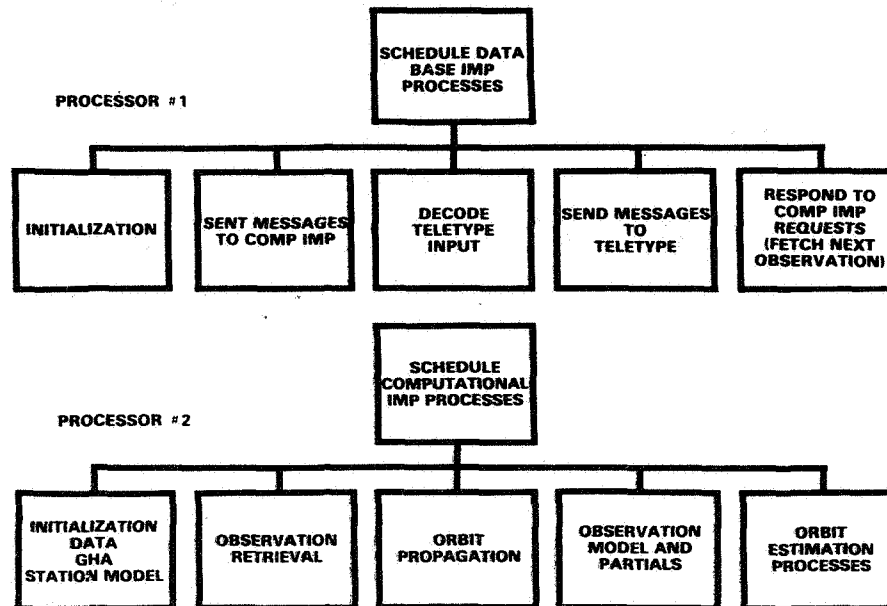 SCHEDULE DATA
BASE IMP
PROCESSES
PROCESSOR #1
INITIALIZATION
SENT MESSAGES
TO COMP IMP
DECODE
TELETYPE
INPUT
SEND MESSAGES
TO
TELETYPE
RESPOND TO
COMP IMP
REQUESTS
(FETCH NEXT
OBSERVATION)
SCHEDULE
COMPUTATIONAL
IMP PROCESSES
PROCESSOR #2
INITIALIZATION
DATA
GHA
STATION MODEL
OBSERVATION
RETRIEVAL
ORBIT
PROPAGATION
OBSERVATION
MODEL AND
PARTIALS
ORBIT
ESTIMATION
PROCESSES